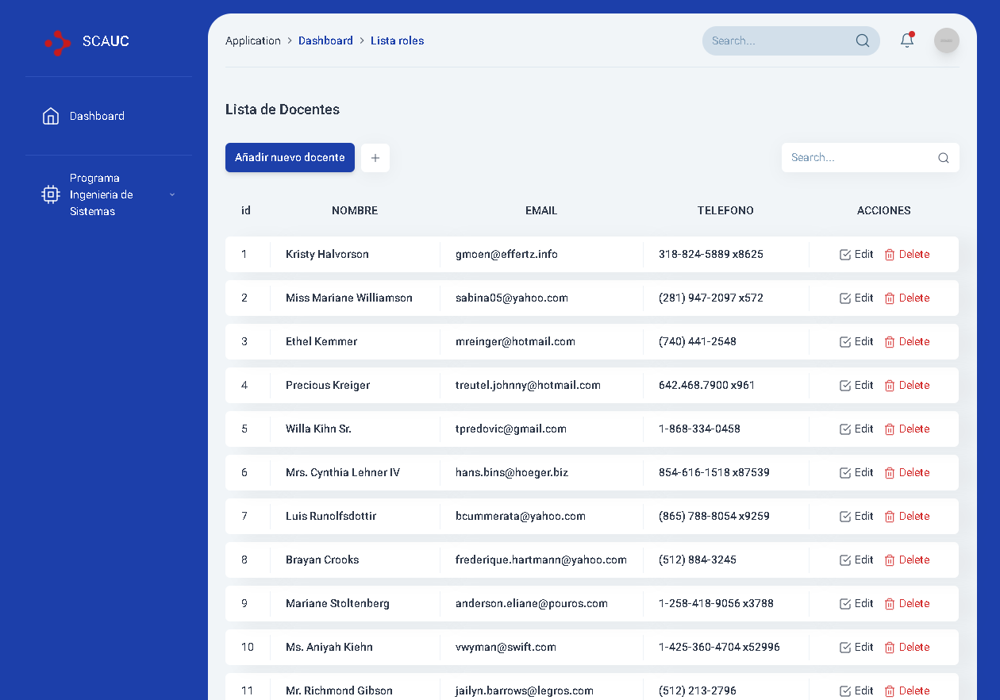 SCAUC
Application > Dashboard > Lista roles
Search...
Dashboard
Programa
Ingenieria de
Sistemas
Lista de Docentes
Añadir nuevo docente +
Search...
id NOMBRE EMAIL TELEFONO ACCIONES
1 Kristy Halvorson gmoen@effertz.info 318-824-5889 x8625 Edit Delete
2 Miss Mariane Williamson sabina05@yahoo.com (281) 947-2097 x572 Edit Delete
3 Ethel Kemmer mreinger@hotmail.com (740) 441-2548 Edit Delete
4 Precious Kreiger treutel.johnny@hotmail.com 642.468.7900 x961 Edit Delete
5 Willa Kihn Sr. tpredovic@gmail.com 1-868-334-0458 Edit Delete
6 Mrs. Cynthia Lehner IV hans.bins@hoeger.biz 854-616-1518 x87539 Edit Delete
7 Luis Runolfsdottir bcummerata@yahoo.com (865) 788-8054 x9259 Edit Delete
8 Brayan Crooks frederique.hartmann@yahoo.com (512) 884-3245 Edit Delete
9 Mariane Stoltenberg anderson.eliane@pouros.com 1-258-418-9056 x3788 Edit Delete
10 Ms. Aniyah Kiehn vwyman@swift.com 1-425-360-4704 x52996 Edit Delete
11 Mr. Richmond Gibson jailyn.barrows@legros.com (512) 213-2796 Edit Delete